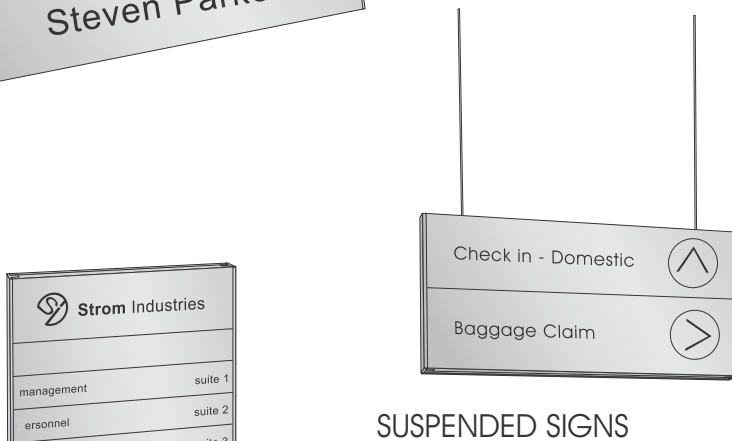 Steven
Check in - Domestic
Baggage Claim
Strom Industries
management suite 1
ersonnel suite 2
SUSPENDED SIGNS